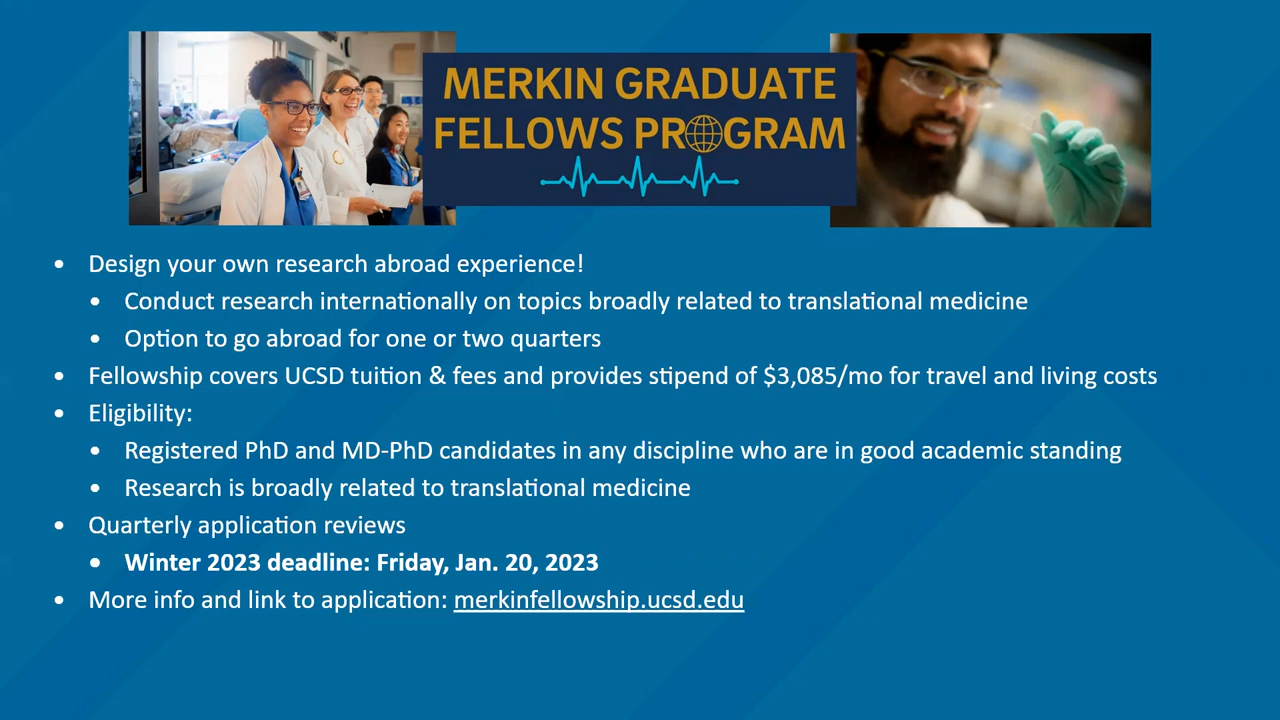 MERKIN GRADUATE
FELLOWS PROGRAM
• Design your own research abroad experience!
• Conduct research internationally on topics broadly related to translational medicine
• Option to go abroad for one or two quarters
• Fellowship covers UCSD tuition & fees and provides stipend of $3,085/mo for travel and living costs
• Eligibility:
• Registered PhD and MD-PhD candidates in any discipline who are in good academic standing
• Research is broadly related to translational medicine
• Quarterly application reviews
• Winter 2023 deadline: Friday, Jan. 20, 2023
• More info and link to application: merkinfellowship.ucsd.edu